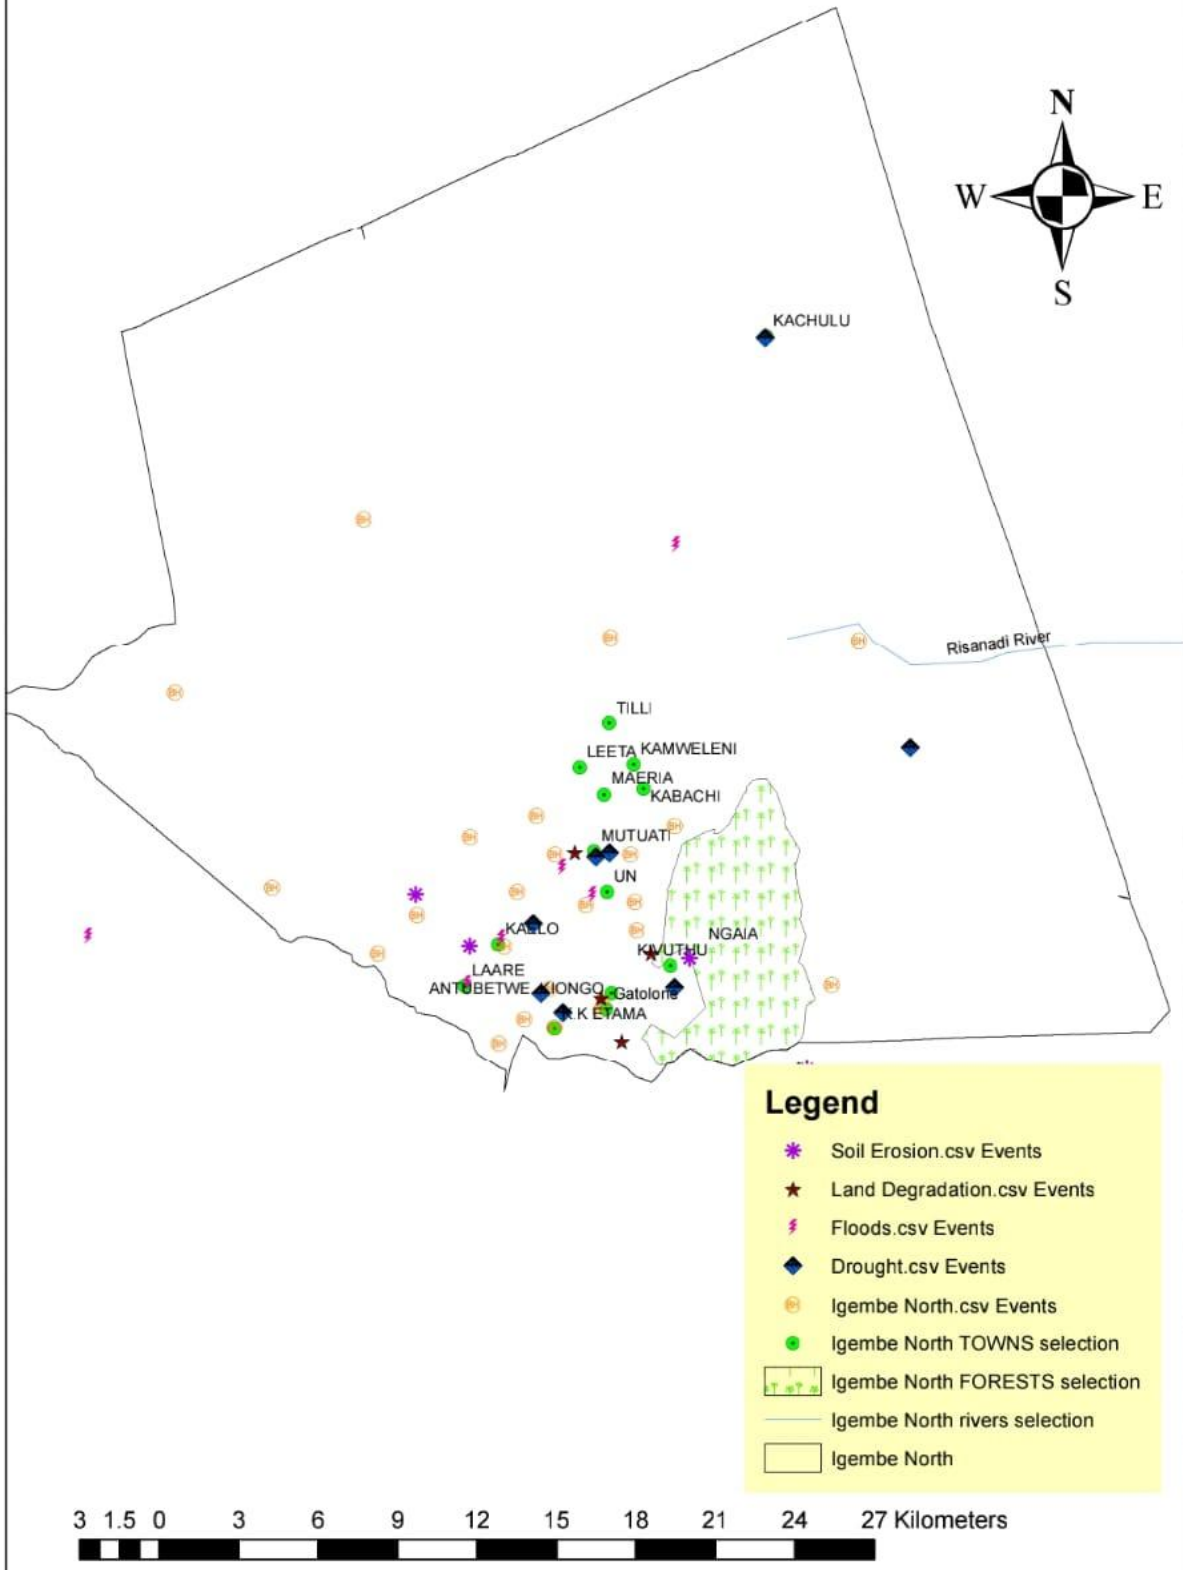 N
W E
S
KACHULU
Risanadi River
TILLI
LEETA KAMWELENI
MAERIA
KABACHI
MUTUATI
UN
KAELO
NGAIA
KIVUTHU
LAARE
ANTUBETWE KIONGO Gatolone
K.K ETAMA
Legend
Soil Erosion.csv Events
Land Degradation.csv Events
Floods.csv Events
Drought.csv Events
BH Igembe North.csv Events
Igembe North TOWNS selection
Igembe North FORESTS selection
Igembe North rivers selection
Igembe North
3 1.5 0 3 6 9 12 15 18 21 24 27 Kilometers